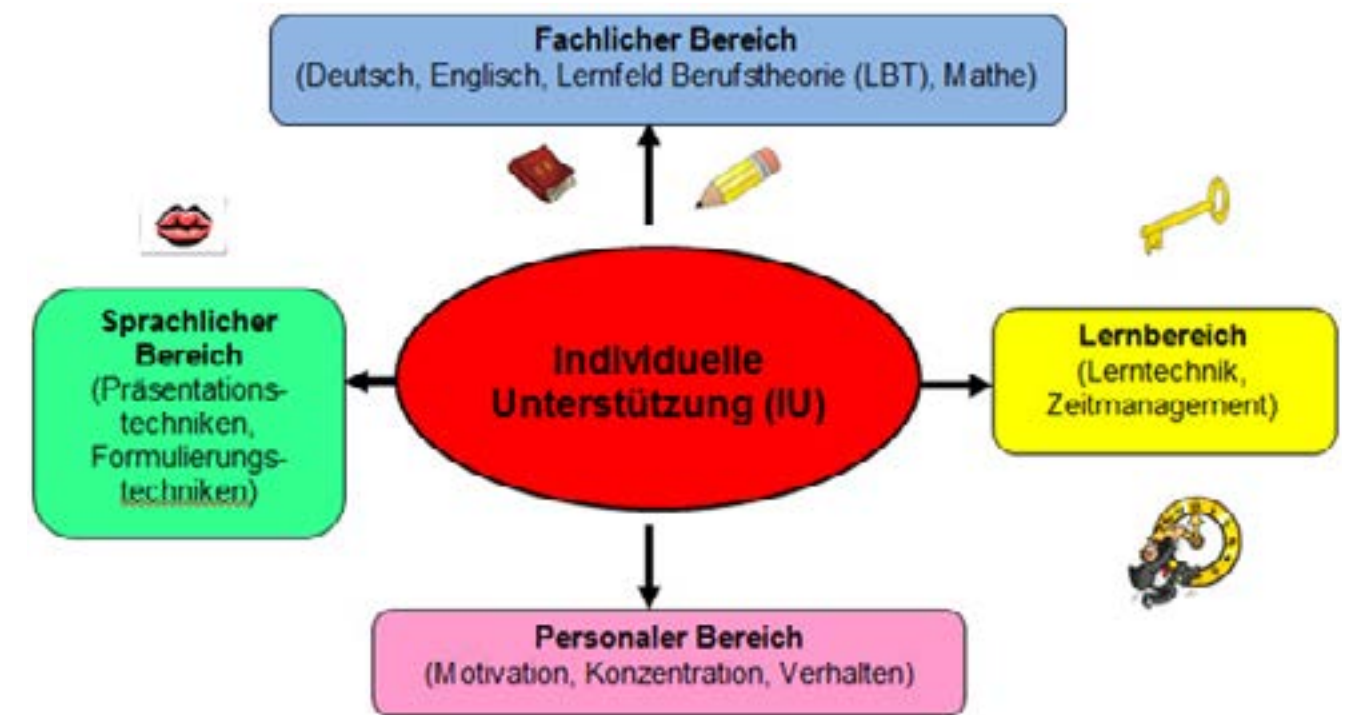 Fachlicher Bereich
(Deutsch, Englisch, Lernfeld Berufstheorie (LBT), Mathe)
Sprachlicher
Bereich
(Präsentations-
techniken,
Formulierungs-
techniken)
Individuelle
Unterstützung (IU)
Lernbereich
(Lerntechnik,
Zeitmanagement)
Personaler Bereich
(Motivation, Konzentration, Verhalten)